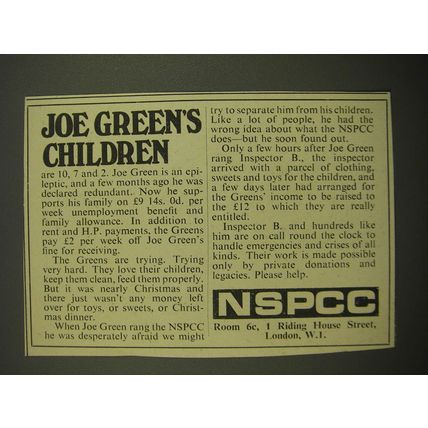 JOE GREEN'S
CHILDREN
are 10, 7 and 2. Joe Green is an epi-
leptic, and a few months ago he was
declared redundant. Now he sup-
ports his family on £9 14s. 0d. per
week unemployment benefit and
family allowance. In addition to
rent and H.P. payments, the Greens
pay £2 per week off Joe Green's
fine for receiving.
The Greens are trying. Trying
very hard. They love their children,
keep them clean, feed them properly.
But it was nearly Christmas and
there just wasn't any money left
over for toys, or sweets, or Christ-
mas dinner.
When Joe Green rang the NSPCC
he was desperately afraid we might
try to separate him from his children.
Like a lot of people, he had the
wrong idea about what the NSPCC
does—but he soon found out.
Only a few hours after Joe Green
rang Inspector B., the inspector
arrived with a parcel of clothing,
sweets and toys for the children, and
a few days later had arranged for
the Greens' income to be raised to
the £12 to which they are really
entitled.
Inspector B. and hundreds like
him are on call round the clock to
handle emergencies and crises of all
kinds. Their work is made possible
only by private donations and
legacies. Please help.
NSPCC
Room 6c, 1 Riding House Street,
London, W.1.